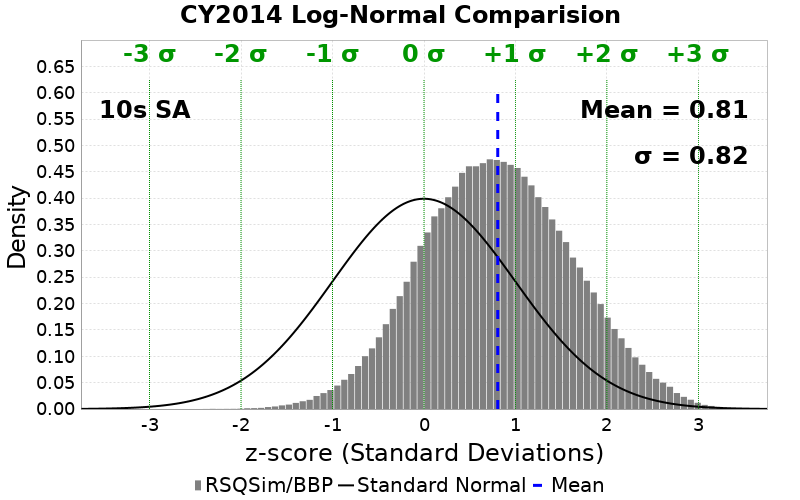 CY2014 Log-Normal Comparision
-3 σ -2 σ -1 σ 0 σ +1 σ +2 σ +3 σ
10s SA
Mean = 0.81
σ = 0.82
Density
0.65
0.60
0.55
0.50
0.45
0.40
0.35
0.30
0.25
0.20
0.15
0.10
0.05
0.00
-3 -2 -1 0 1 2 3
z-score (Standard Deviations)
RSQSim/BBP Standard Normal Mean